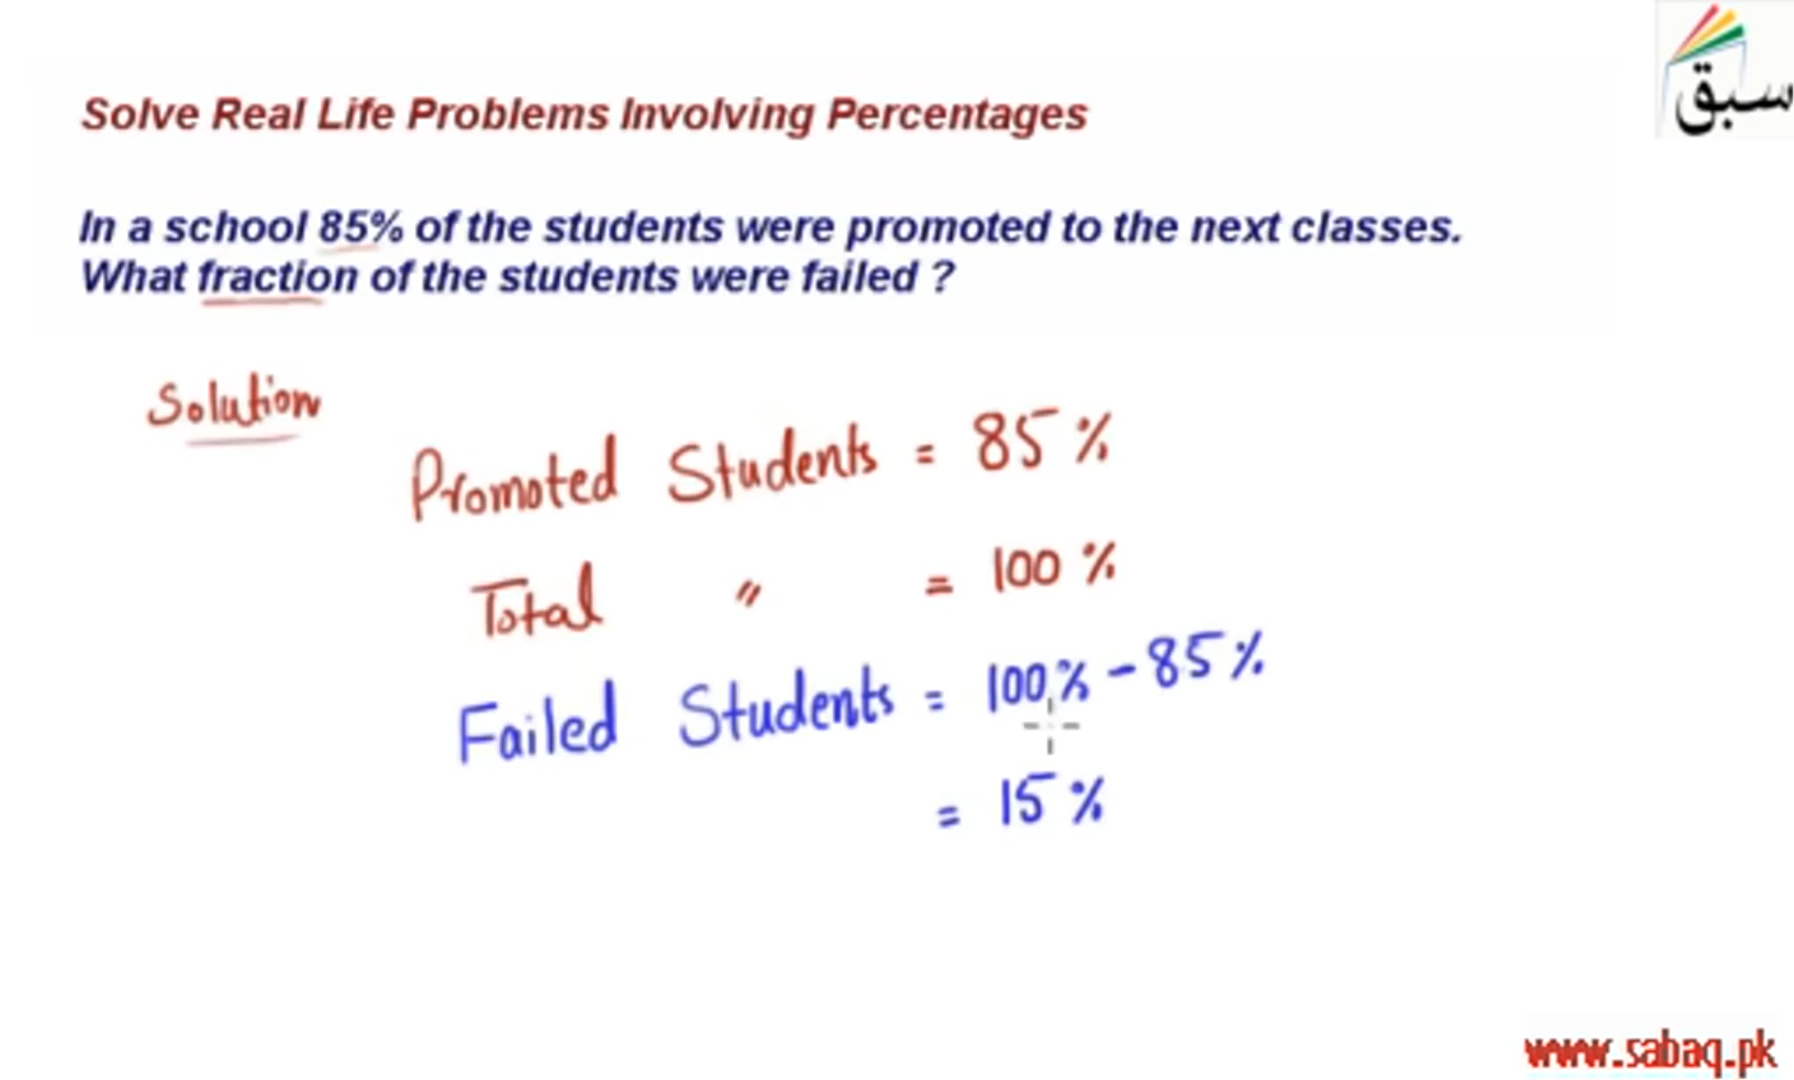 سبق
Solve Real Life Problems Involving Percentages
In a school 85% of the students were promoted to the next classes.
What fraction of the students were failed ?
Solution
Promoted Students = 85%
Total " = 100%
Failed Students = 100% - 85%
= 15%
www.sabaq.pk